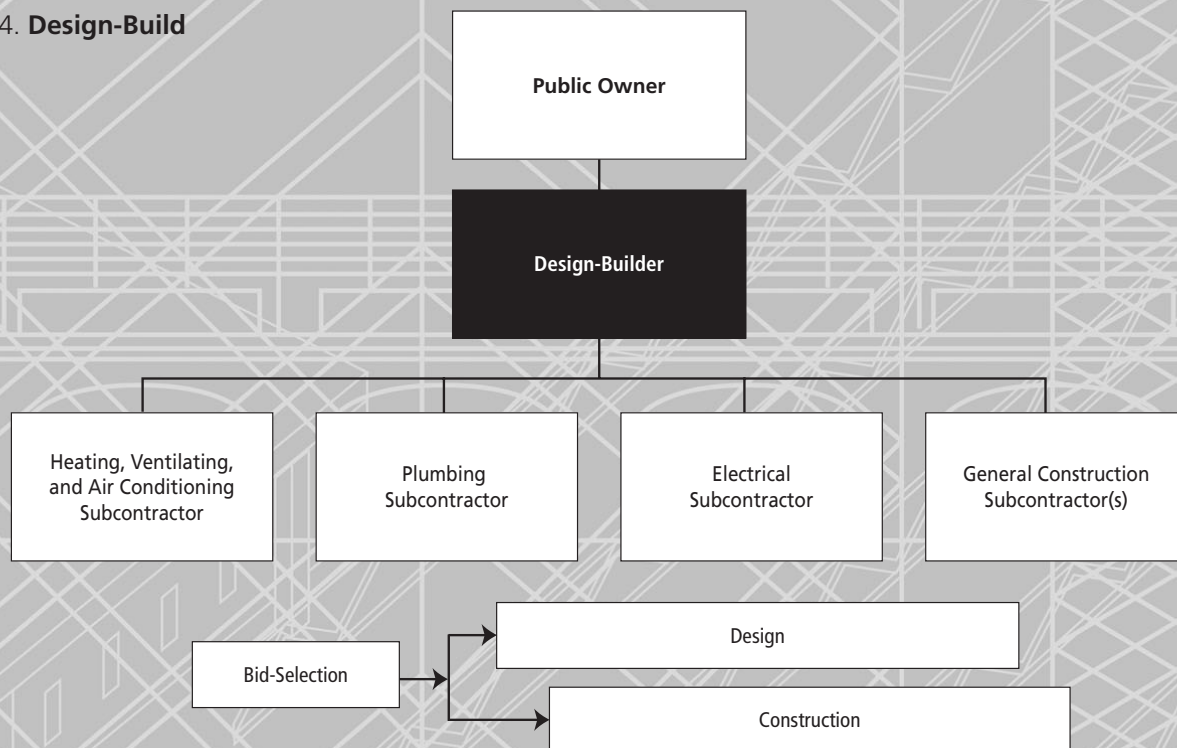 4. Design-Build
Public Owner
Design-Builder
Heating, Ventilating,
and Air Conditioning
Subcontractor
Plumbing
Subcontractor
Electrical
Subcontractor
General Construction
Subcontractor(s)
Bid-Selection
Design
Construction